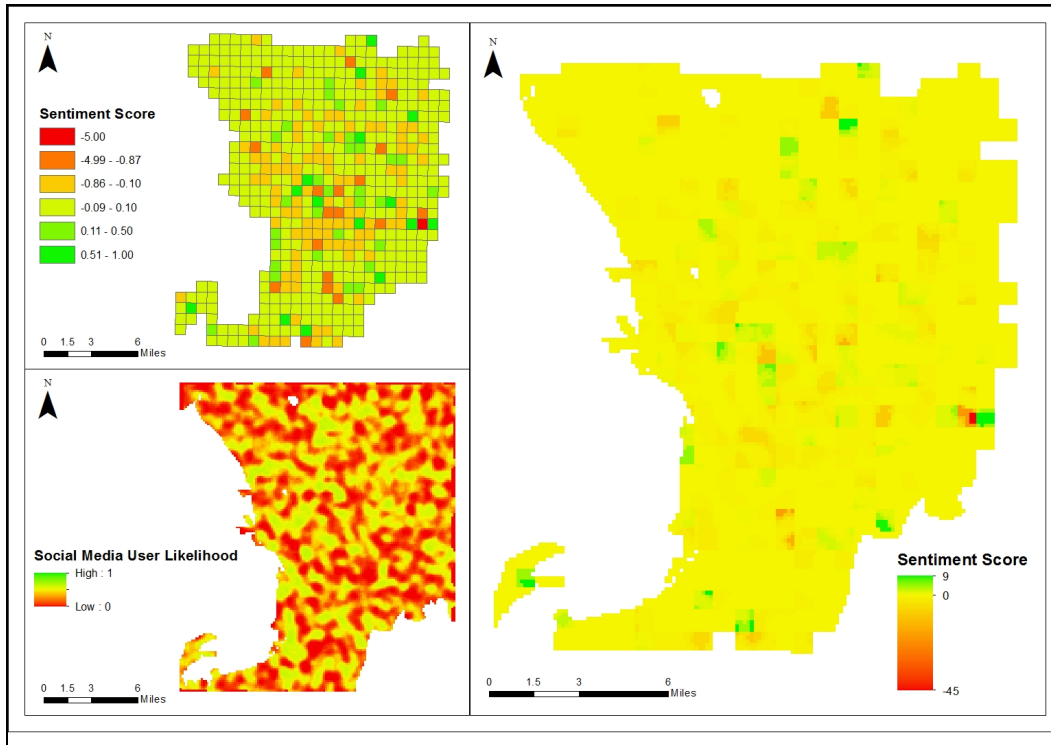 N
Sentiment Score
-5.00
-4.99 - -0.87
-0.86 - -0.10
-0.09 - 0.10
0.11 - 0.50
0.51 - 1.00
0 1.5 3 6
Miles
N
Social Media User Likelihood
High : 1
Low : 0
0 1.5 3 6
Miles
N
Sentiment Score
9
0
-45
0 1.5 3 6
Miles